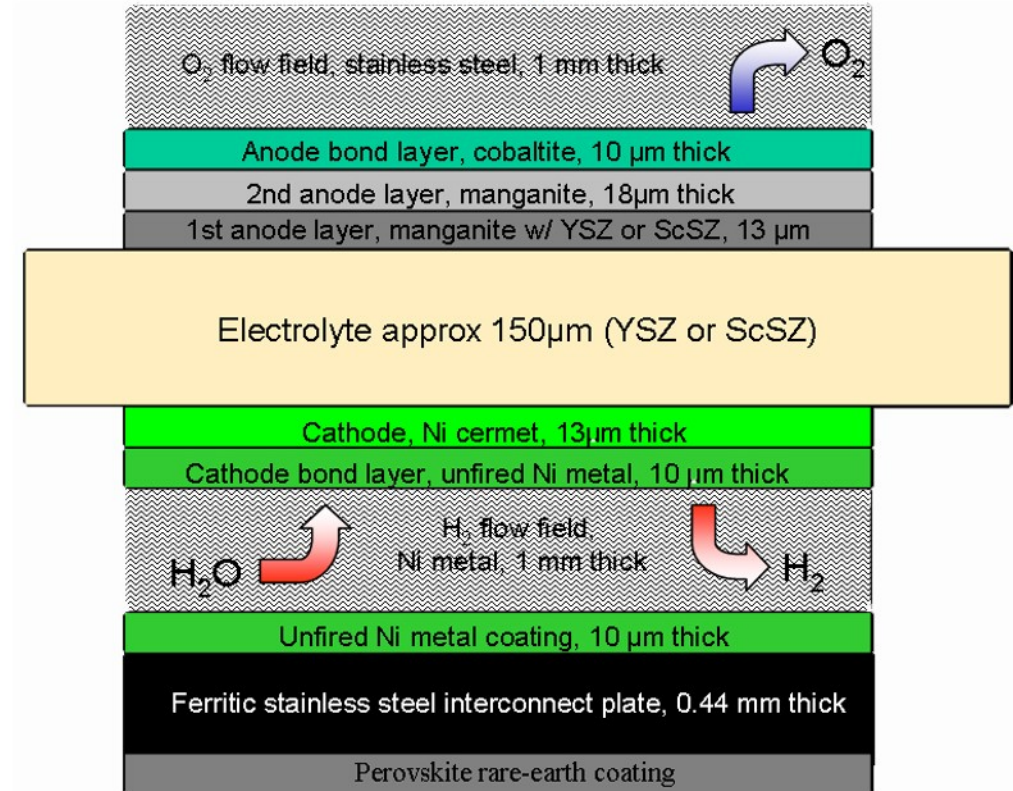 O₂ flow field, stainless steel, 1 mm thick
O₂
Anode bond layer, cobaltite, 10 µm thick
2nd anode layer, manganite, 18µm thick
1st anode layer, manganite w/ YSZ or ScSZ, 13 µm
Electrolyte approx 150µm (YSZ or ScSZ)
Cathode, Ni cermet, 13µm thick
Cathode bond layer, unfired Ni metal, 10 µm thick
H₂ flow field,
Ni metal, 1 mm thick
H₂O
H₂
Unfired Ni metal coating, 10 µm thick
Ferritic stainless steel interconnect plate, 0.44 mm thick
Perovskite rare-earth coating